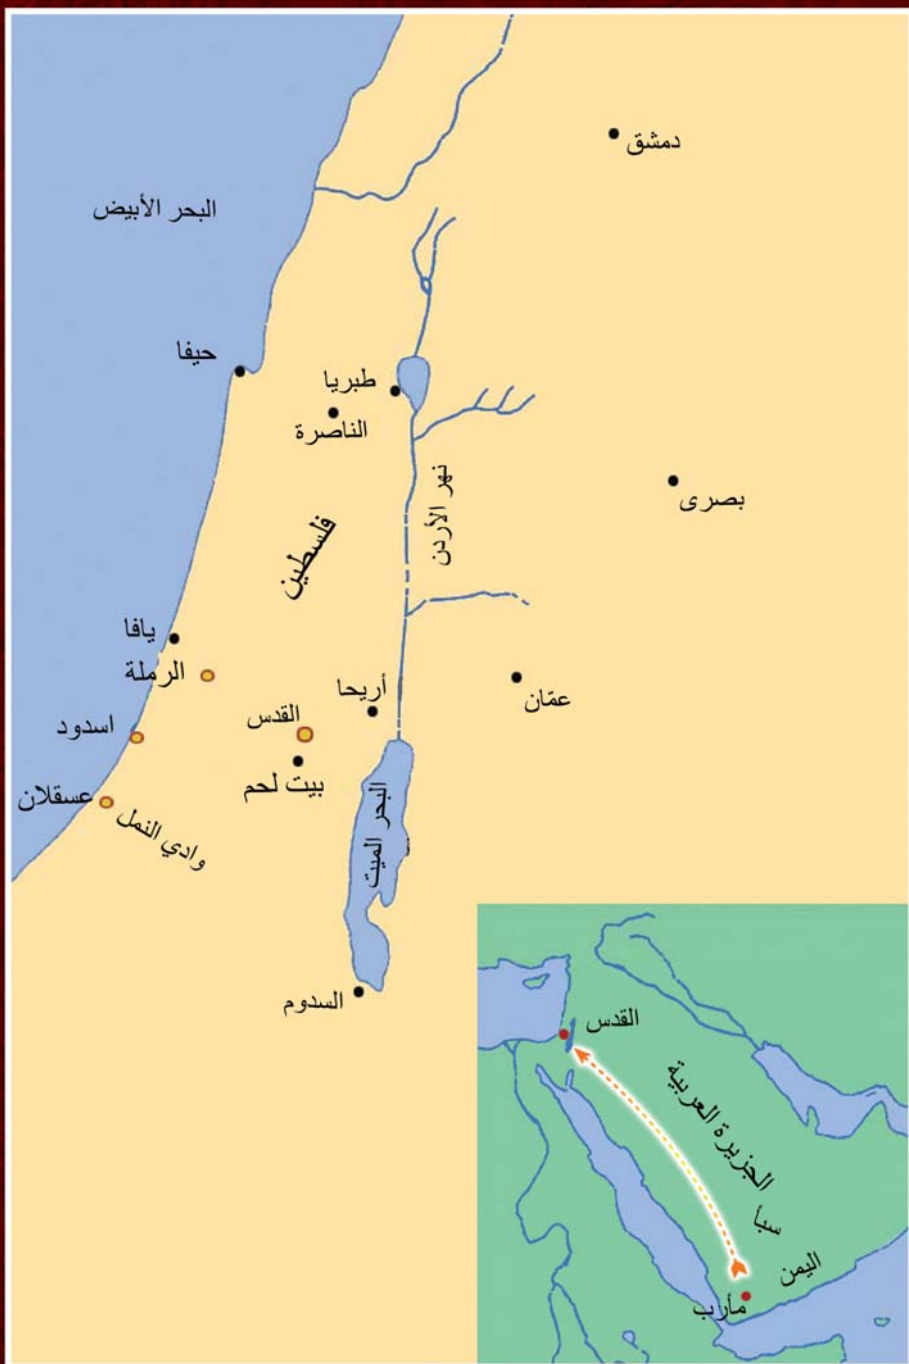 دمشق
البحر الأبيض
حيفا
طبريا
الناصرة
نهر الأردن
بصرى
فلسطين
يافا
الرملة
أريحا
عمّان
القدس
اسدود
بيت لحم
عسقلان
وادي النمل
البحر الميت
السدوم
القدس
الجزيرة العربية
سبأ
اليمن
مأرب